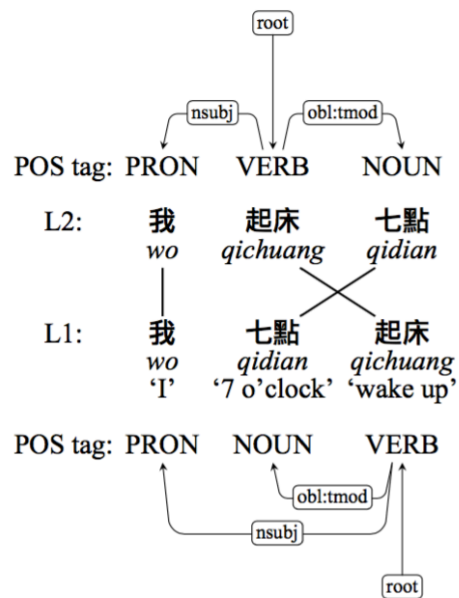 root
nsubj obl:tmod
POS tag: PRON VERB NOUN
L2: 我 起床 七點
wo qichuang qidian
L1: 我 七點 起床
wo qidian qichuang
‘I’ ‘7 o’clock’ ‘wake up’
POS tag: PRON NOUN VERB
obl:tmod
nsubj
root